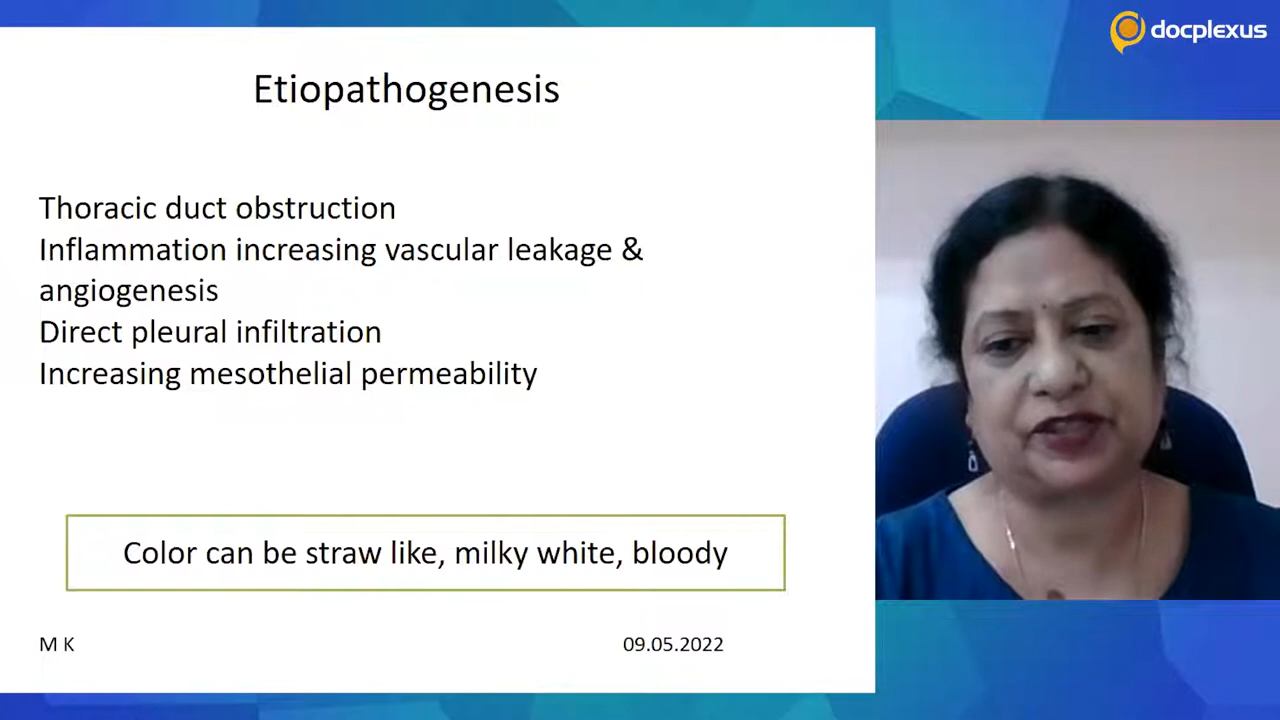 docplexus
Etiopathogenesis
Thoracic duct obstruction
Inflammation increasing vascular leakage &
angiogenesis
Direct pleural infiltration
Increasing mesothelial permeability
Color can be straw like, milky white, bloody
M K
09.05.2022